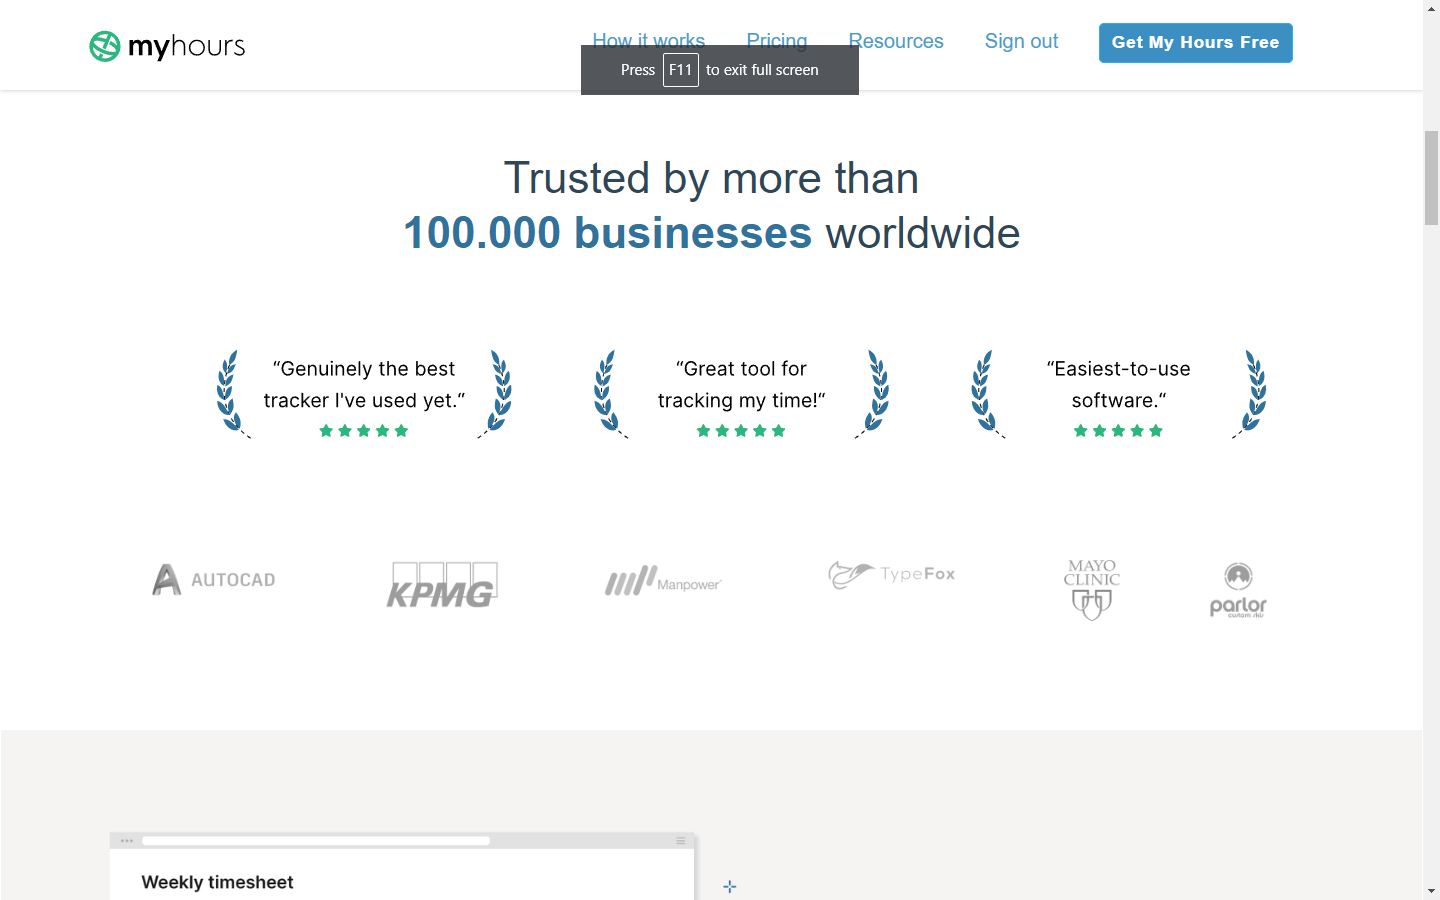 myhours
How it works
Pricing
Resources
Sign out
Get My Hours Free
Press F11 to exit full screen
Trusted by more than
100.000 businesses worldwide
“Genuinely the best
tracker I've used yet.“
“Great tool for
tracking my time!“
“Easiest-to-use
software.“
AUTOCAD
KPMG
Manpower
TypeFox
MAYO
CLINIC
parlor
custom skis
Weekly timesheet